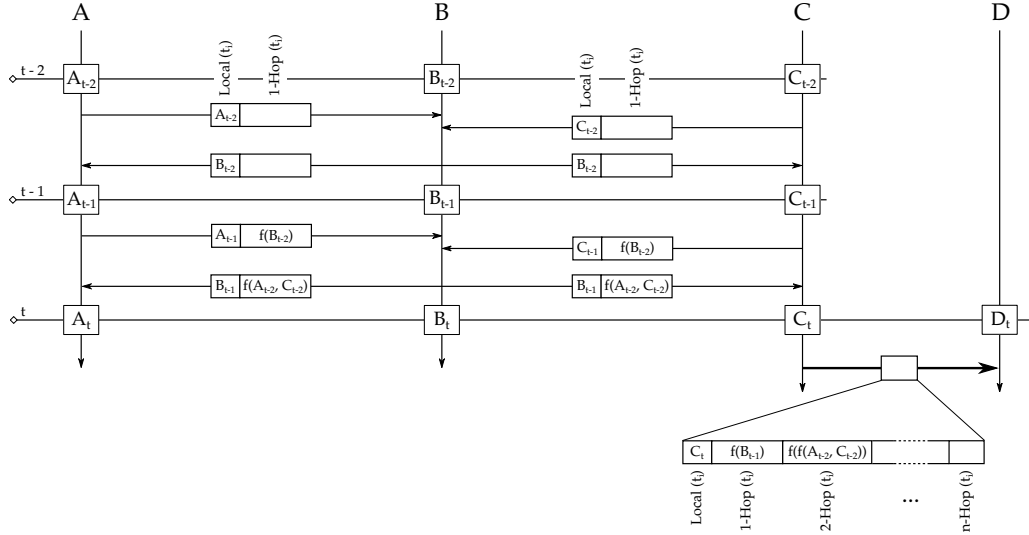 A B C D
t - 2 A_{t-2} Local (t_i) 1-Hop (t_i) B_{t-2} Local (t_i) 1-Hop (t_i) C_{t-2}
A_{t-2}
C_{t-2}
B_{t-2} B_{t-2}
t - 1 A_{t-1} B_{t-1} C_{t-1}
A_{t-1} f(B_{t-2})
C_{t-1} f(B_{t-2})
B_{t-1} f(A_{t-2}, C_{t-2}) B_{t-1} f(A_{t-2}, C_{t-2})
t A_t B_t C_t D_t
C_t f(B_{t-1}) f(f(A_{t-2}, C_{t-2}))
Local (t_i) 1-Hop (t_i) 2-Hop (t_i) ... n-Hop (t_i)